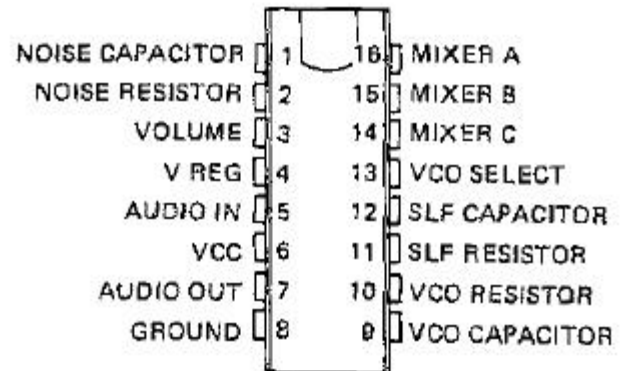 NOISE CAPACITOR 1 16 MIXER A
NOISE RESISTOR 2 15 MIXER B
VOLUME 3 14 MIXER C
V REG 4 13 VCO SELECT
AUDIO IN 5 12 SLF CAPACITOR
VCC 6 11 SLF RESISTOR
AUDIO OUT 7 10 VCO RESISTOR
GROUND 8 9 VCO CAPACITOR